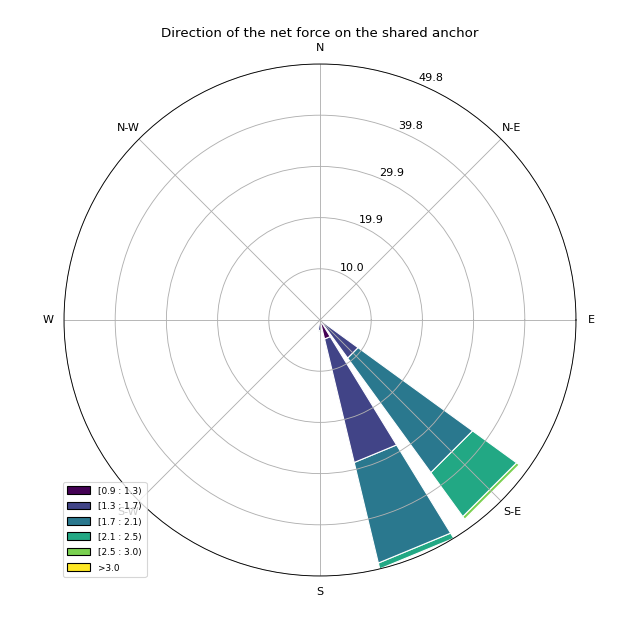 Direction of the net force on the shared anchor
N
49.8
N-W
39.8
N-E
29.9
19.9
10.0
W
E
[0.9 : 1.3)
[1.3 : 1.7)
S-W
S-E
[1.7 : 2.1)
[2.1 : 2.5)
[2.5 : 3.0)
>3.0
S